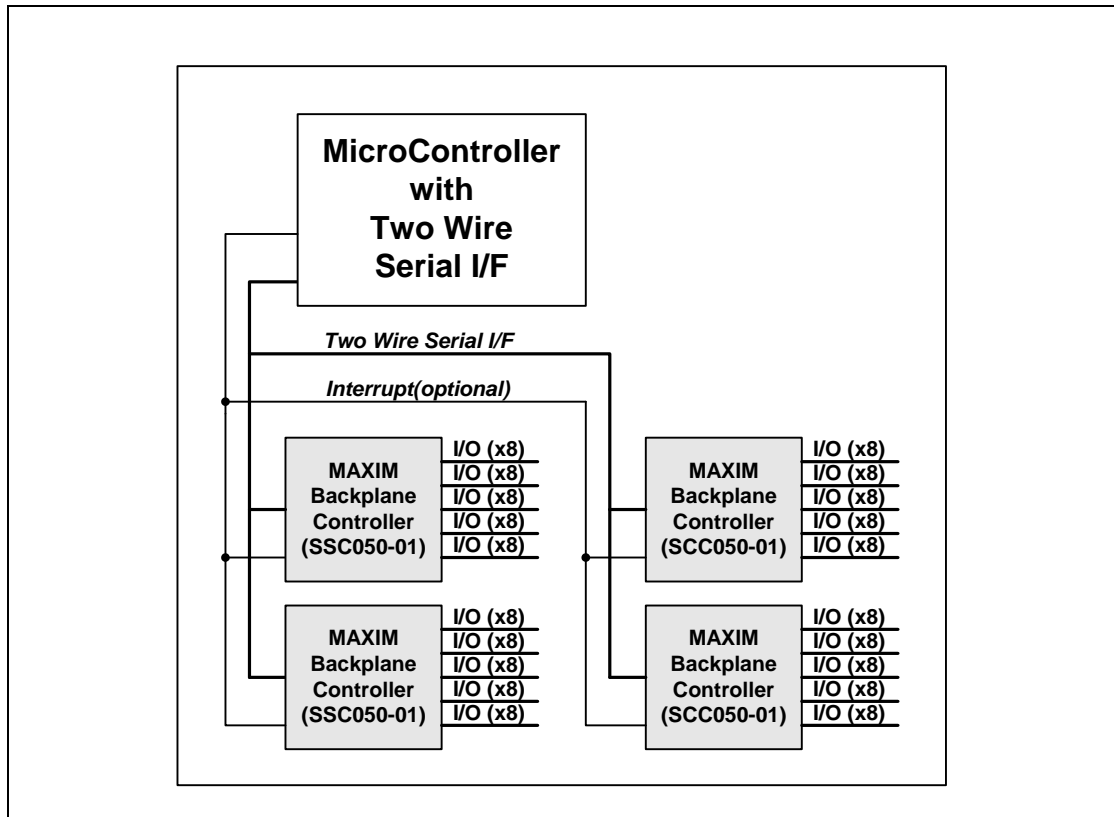 MicroController
with
Two Wire
Serial I/F
Two Wire Serial I/F
Interrupt(optional)
MAXIM
Backplane
Controller
(SSC050-01)
I/O (x8)
I/O (x8)
I/O (x8)
I/O (x8)
I/O (x8)
MAXIM
Backplane
Controller
(SCC050-01)
I/O (x8)
I/O (x8)
I/O (x8)
I/O (x8)
I/O (x8)
MAXIM
Backplane
Controller
(SSC050-01)
I/O (x8)
I/O (x8)
I/O (x8)
I/O (x8)
I/O (x8)
MAXIM
Backplane
Controller
(SCC050-01)
I/O (x8)
I/O (x8)
I/O (x8)
I/O (x8)
I/O (x8)